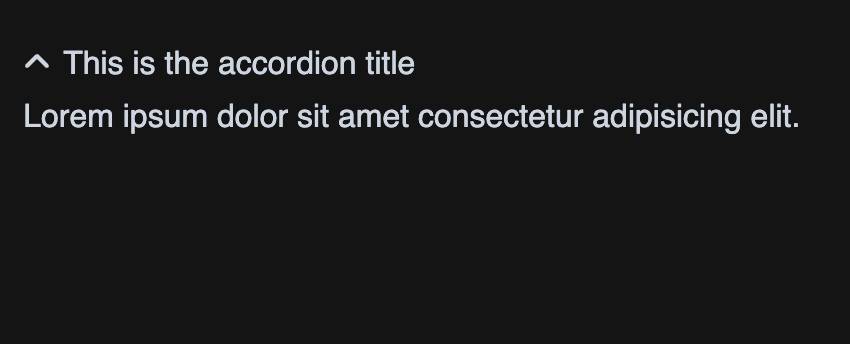 This is the accordion title
Lorem ipsum dolor sit amet consectetur adipisicing elit.